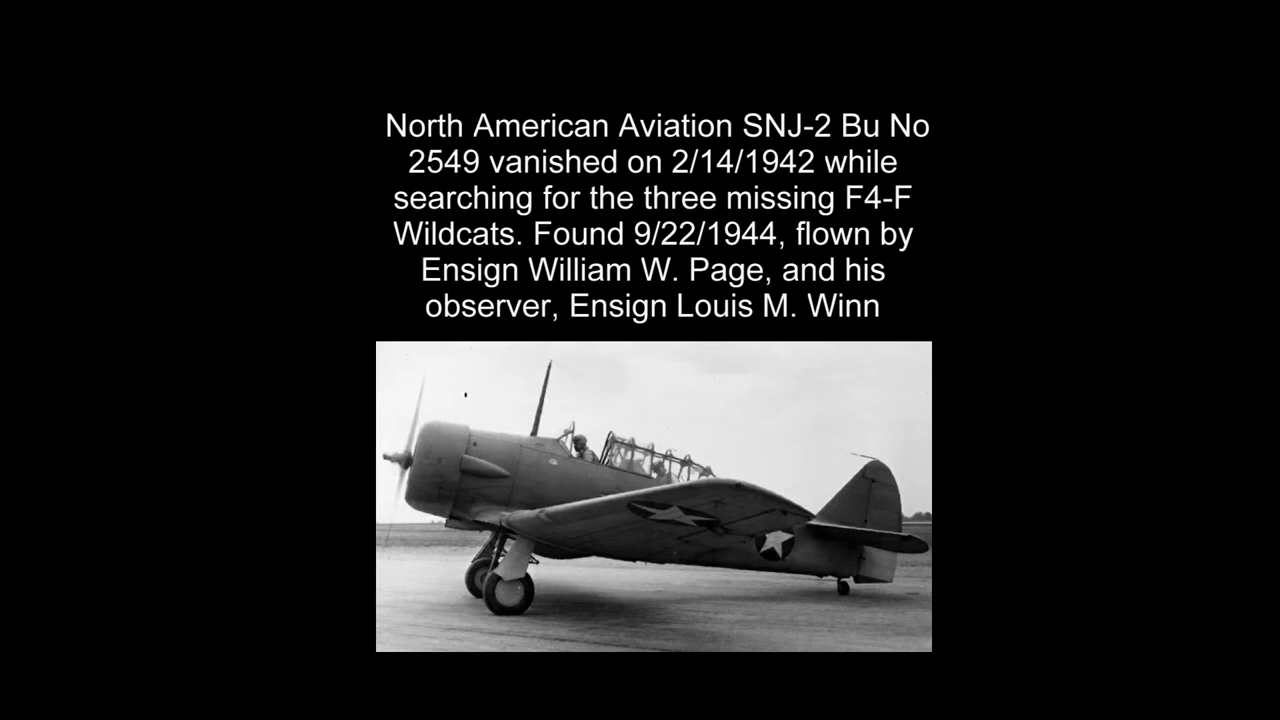 North American Aviation SNJ-2 Bu No
2549 vanished on 2/14/1942 while
searching for the three missing F4-F
Wildcats. Found 9/22/1944, flown by
Ensign William W. Page, and his
observer, Ensign Louis M. Winn